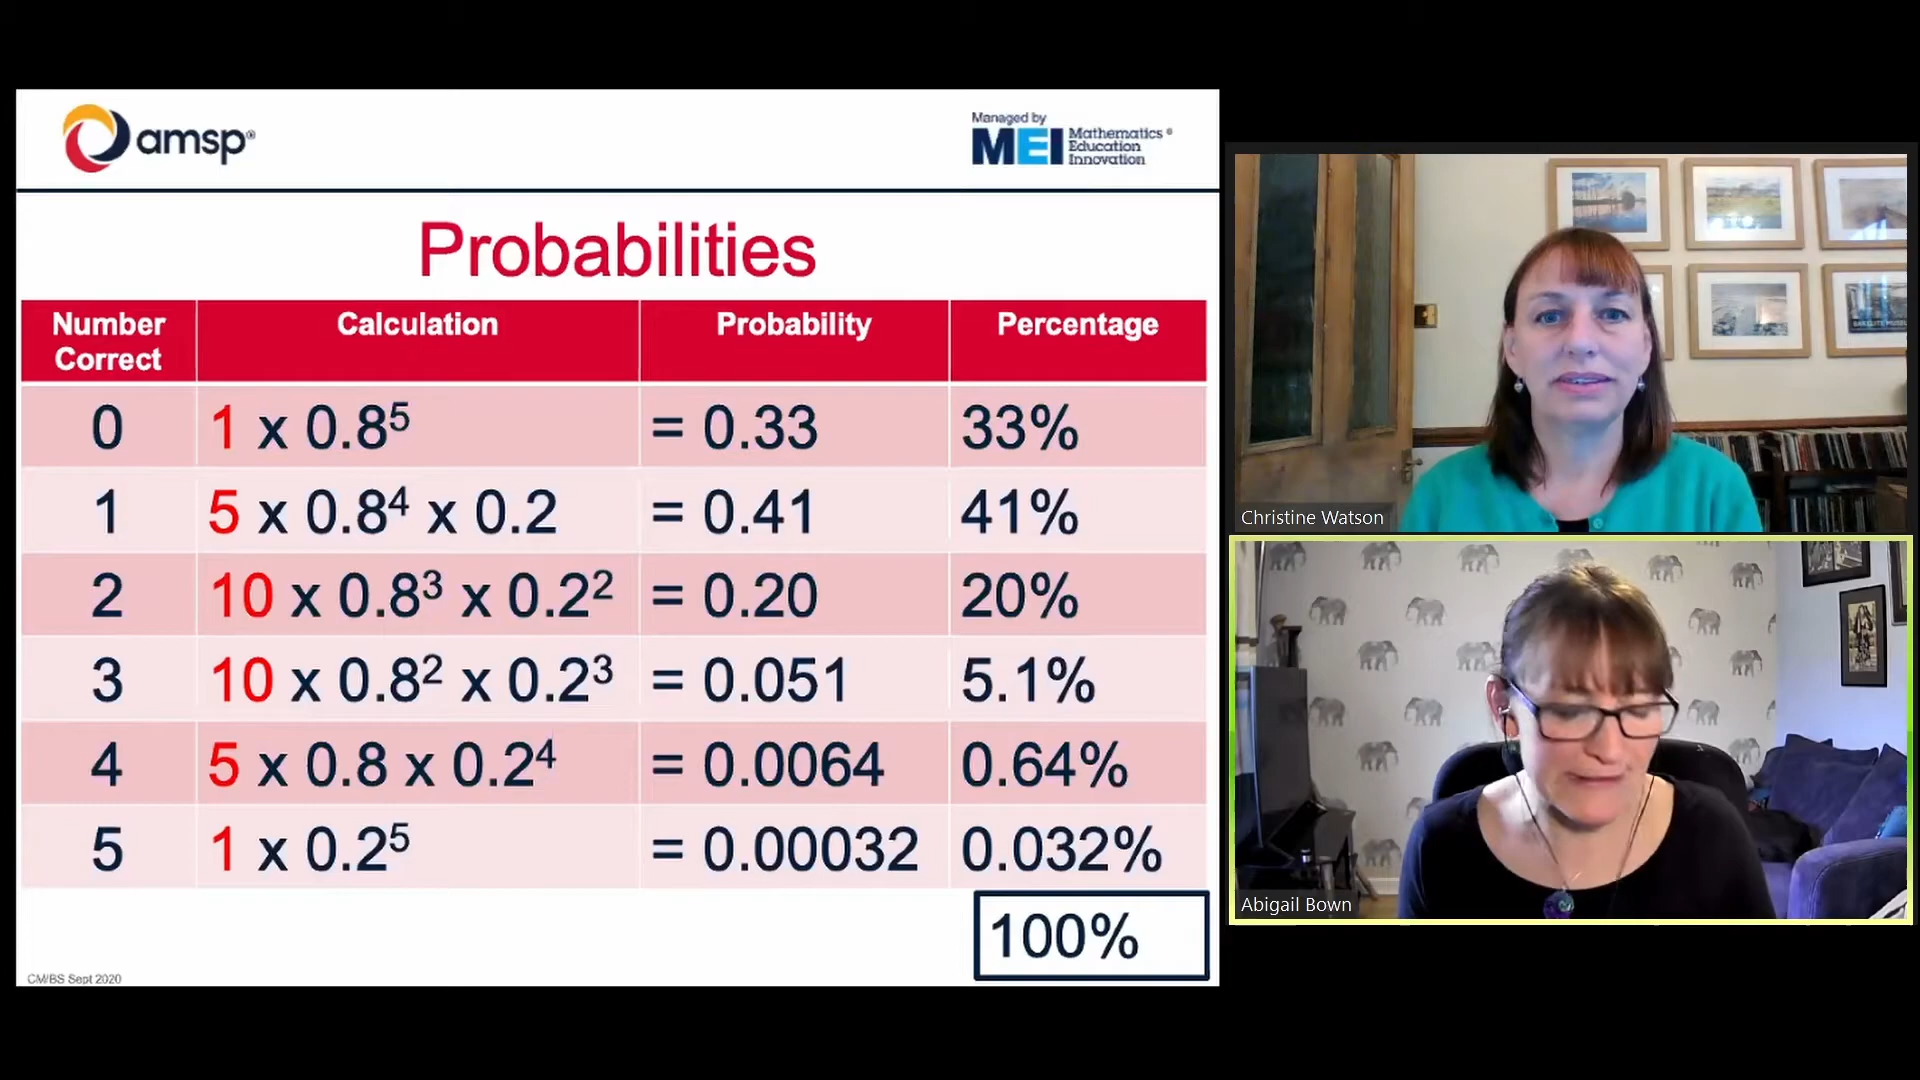 amsp®
Managed by
MEI Mathematics ®
Education
Innovation
Probabilities
Number Correct Calculation Probability Percentage
0 1 x 0.8⁵ = 0.33 33%
1 5 x 0.8⁴ x 0.2 = 0.41 41%
2 10 x 0.8³ x 0.2² = 0.20 20%
3 10 x 0.8² x 0.2³ = 0.051 5.1%
4 5 x 0.8 x 0.2⁴ = 0.0064 0.64%
5 1 x 0.2⁵ = 0.00032 0.032%
100%
CM/BS Sept 2020
Christine Watson
Abigail Bown